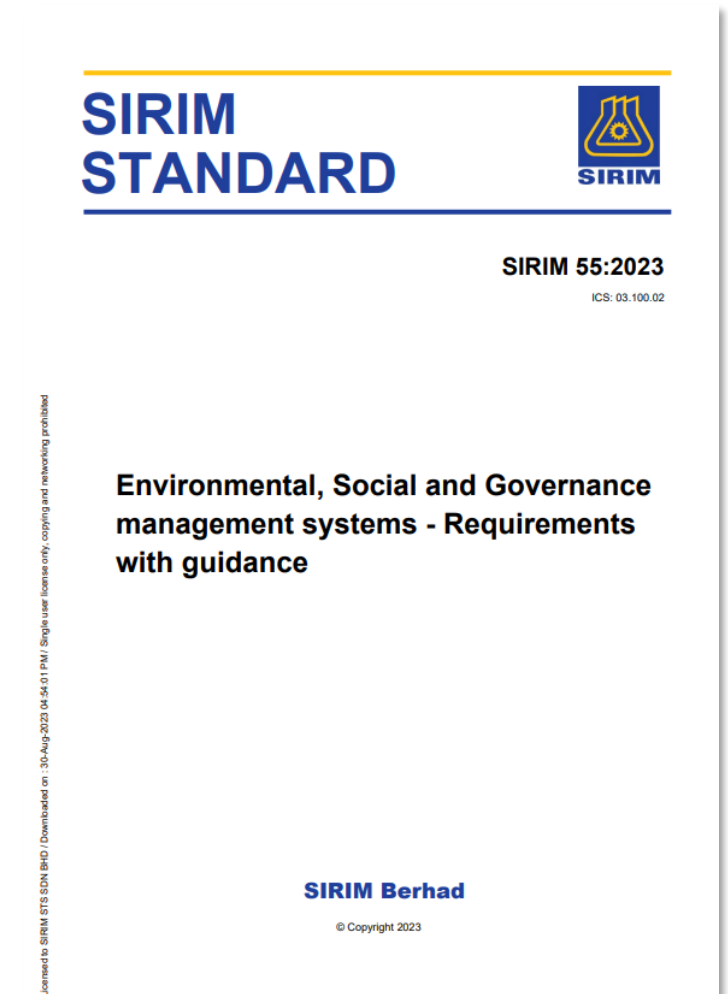 SIRIM
STANDARD
SIRIM
SIRIM 55:2023
ICS: 03.100.02
Environmental, Social and Governance
management systems - Requirements
with guidance
SIRIM Berhad
© Copyright 2023
Licensed to SIRIM STS SDN BHD / Downloaded on : 30-Aug-2023 04:54:01 PM / Single user license only, copying and networking prohibited